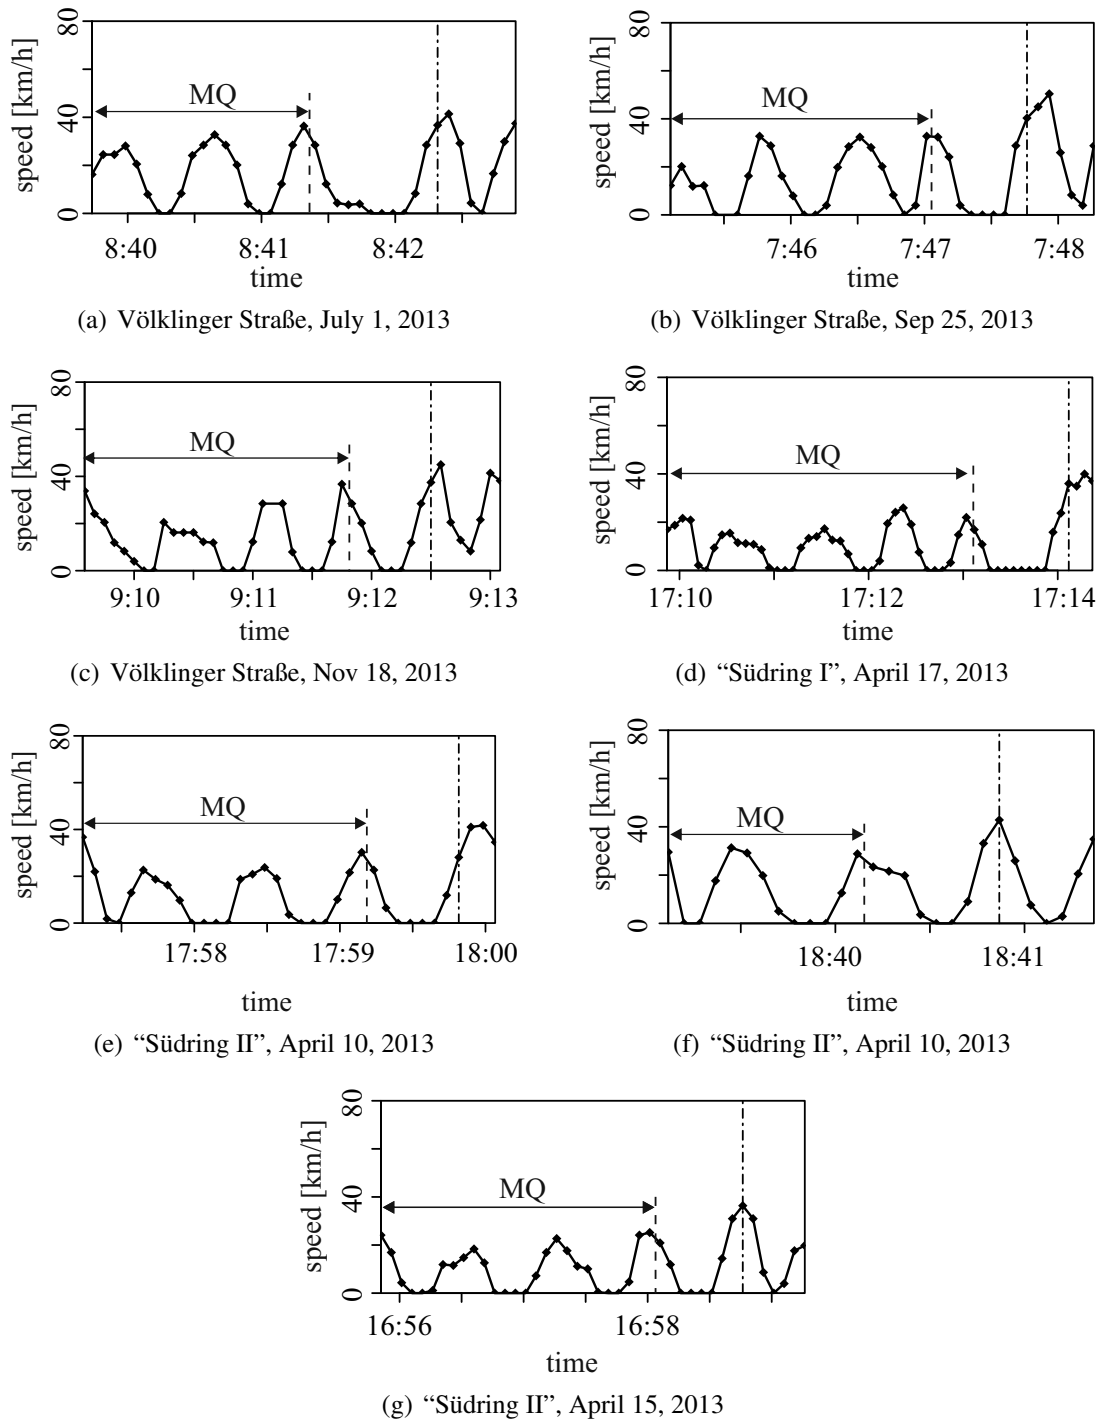 80
40
0
speed [km/h]
MQ
8:40 8:41 8:42
time
(a) Völklinger Straße, July 1, 2013
80
40
0
speed [km/h]
MQ
7:46 7:47 7:48
time
(b) Völklinger Straße, Sep 25, 2013
80
40
0
speed [km/h]
MQ
9:10 9:11 9:12 9:13
time
(c) Völklinger Straße, Nov 18, 2013
80
40
0
speed [km/h]
MQ
17:10 17:12 17:14
time
(d) “Südring I”, April 17, 2013
80
40
0
speed [km/h]
MQ
17:58 17:59 18:00
time
(e) “Südring II”, April 10, 2013
80
40
0
speed [km/h]
MQ
18:40 18:41
time
(f) “Südring II”, April 10, 2013
80
40
0
speed [km/h]
MQ
16:56 16:58
time
(g) “Südring II”, April 15, 2013